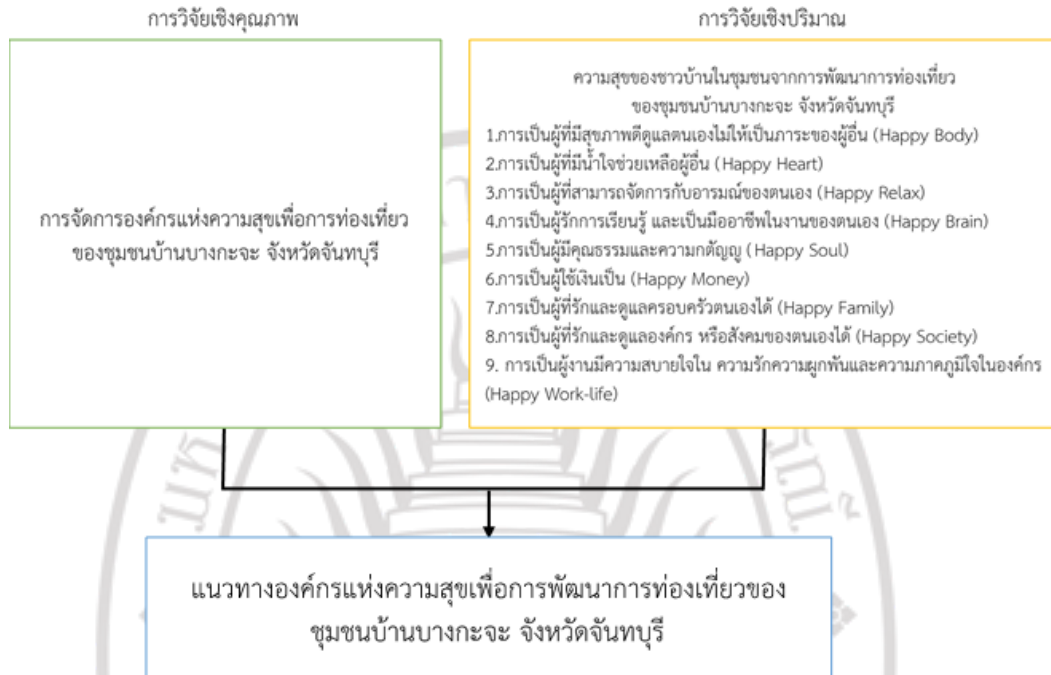 การวิจัยเชิงคุณภาพ
การจัดการองค์กรแห่งความสุขเพื่อการท่องเที่ยว
ของชุมชนบ้านบางกะจะ จังหวัดจันทบุรี
การวิจัยเชิงปริมาณ
ความสุขของชาวบ้านในชุมชนจากการพัฒนาการท่องเที่ยว
ของชุมชนบ้านบางกะจะ จังหวัดจันทบุรี
1.การเป็นผู้ที่มีสุขภาพดีดูแลตนเองไม่ให้เป็นภาระของผู้อื่น (Happy Body)
2.การเป็นผู้ที่มีน้ำใจช่วยเหลือผู้อื่น (Happy Heart)
3.การเป็นผู้ที่สามารถจัดการกับอารมณ์ของตนเอง (Happy Relax)
4.การเป็นผู้รักการเรียนรู้ และเป็นมืออาชีพในงานของตนเอง (Happy Brain)
5.การเป็นผู้มีคุณธรรมและความกตัญญู (Happy Soul)
6.การเป็นผู้ใช้เงินเป็น (Happy Money)
7.การเป็นผู้ที่รักและดูแลครอบครัวตนเองได้ (Happy Family)
8.การเป็นผู้ที่รักและดูแลองค์กร หรือสังคมของตนเองได้ (Happy Society)
9. การเป็นผู้งานมีความสบายใจใน ความรักความผูกพันและความภาคภูมิใจในองค์กร
(Happy Work-life)
แนวทางองค์กรแห่งความสุขเพื่อการพัฒนาการท่องเที่ยวของ
ชุมชนบ้านบางกะจะ จังหวัดจันทบุรี